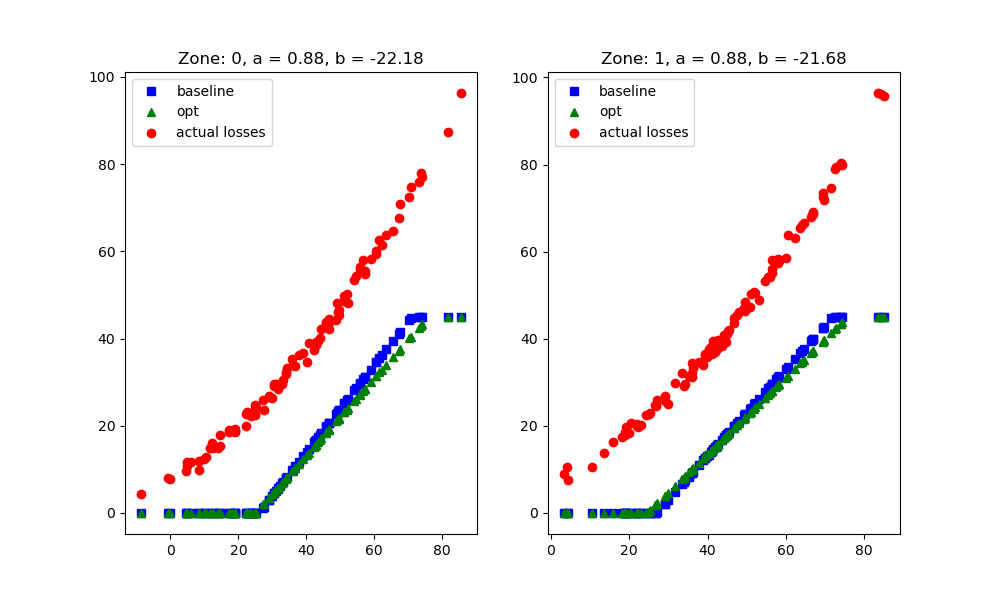 Zone: 0, a = 0.88, b = -22.18
baseline
opt
actual losses
100
80
60
40
20
0
0 20 40 60 80
Zone: 1, a = 0.88, b = -21.68
baseline
opt
actual losses
100
80
60
40
20
0
0 20 40 60 80